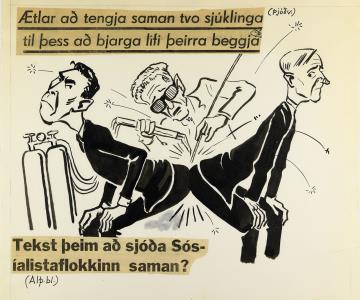 Ætlar að tengja saman tvo sjúklinga
(Þjóðv.)
til þess að bjarga lífi þeirra beggja
Tekst þeim að sjóða Sós-
íalistaflokkinn saman?
(Alþ.bl.)